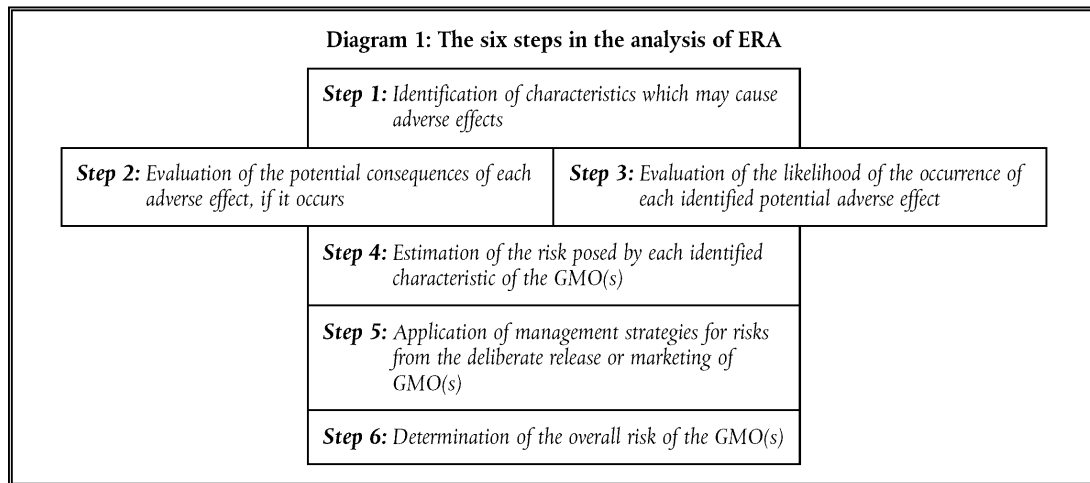 Diagram 1: The six steps in the analysis of ERA
Step 1: Identification of characteristics which may cause
adverse effects
Step 2: Evaluation of the potential consequences of each
adverse effect, if it occurs
Step 3: Evaluation of the likelihood of the occurrence of
each identified potential adverse effect
Step 4: Estimation of the risk posed by each identified
characteristic of the GMO(s)
Step 5: Application of management strategies for risks
from the deliberate release or marketing of
GMO(s)
Step 6: Determination of the overall risk of the GMO(s)